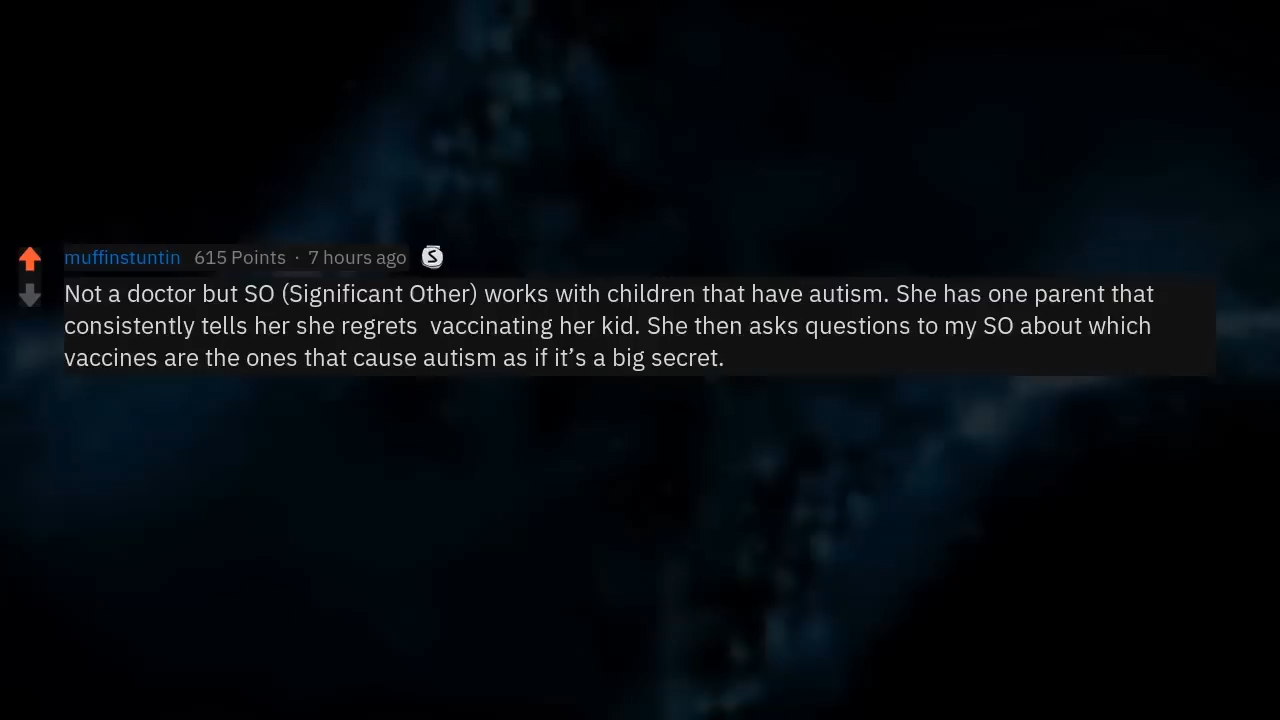 muffinstuntin 615 Points · 7 hours ago S
Not a doctor but SO (Significant Other) works with children that have autism. She has one parent that
consistently tells her she regrets  vaccinating her kid. She then asks questions to my SO about which
vaccines are the ones that cause autism as if it’s a big secret.